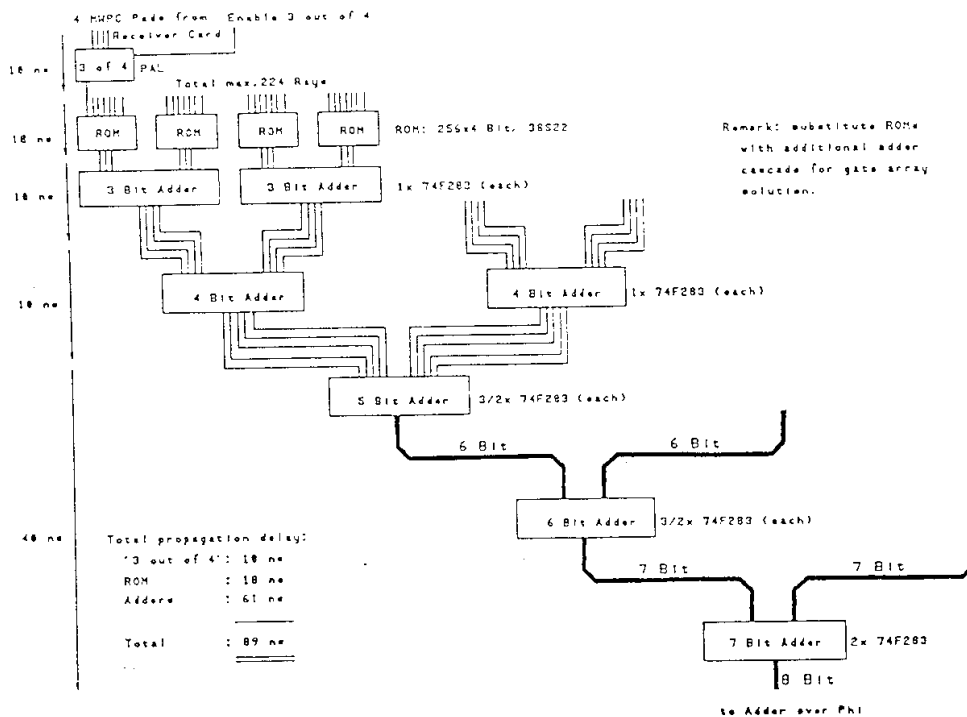 4 MWPC Pads from Enable 3 out of 4
Receiver Card
10 ns
3 of 4
PAL
Total max.224 Rays
18 ns
ROM ROM ROM ROM
ROM: 256x4 Bit, 38S22
Remark: substitute ROMs
with additional adder
cascade for gate array
solution.
10 ns
3 Bit Adder 3 Bit Adder
1x 74F283 (each)
10 ns
4 Bit Adder 4 Bit Adder
1x 74F283 (each)
5 Bit Adder
3/2x 74F283 (each)
6 Bit 6 Bit
6 Bit Adder
3/2x 74F283 (each)
40 ns
Total propagation delay:
'3 out of 4': 10 ns
ROM : 18 ns
Adders : 61 ns
Total : 89 ns
7 Bit 7 Bit
7 Bit Adder
2x 74F283
8 Bit
to Adder over Phi